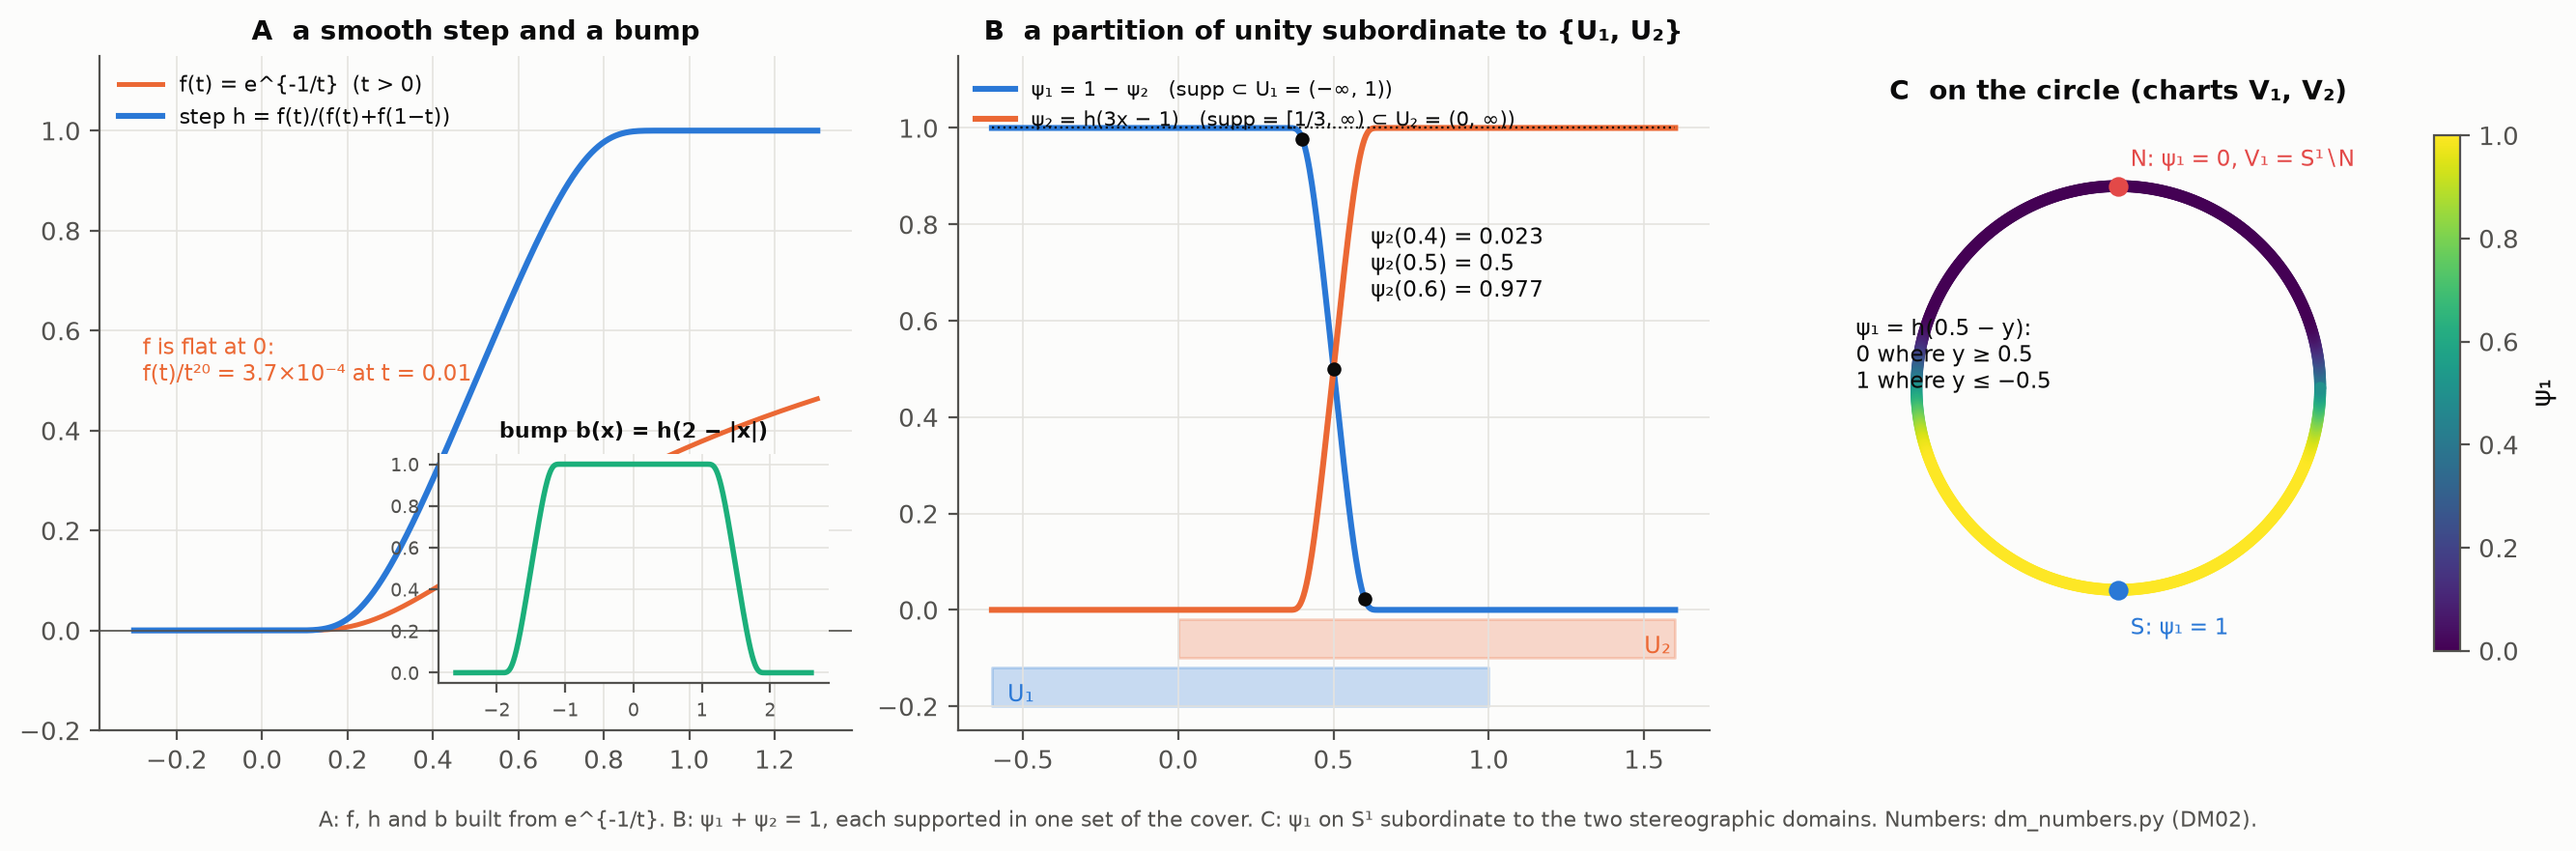 A  a smooth step and a bump
f(t) = e^{-1/t}  (t > 0)
step h = f(t)/(f(t)+f(1−t))
1.0
0.8
0.6
0.4
0.2
0.0
−0.2
f is flat at 0:
f(t)/t²⁰ = 3.7×10⁻⁴ at t = 0.01
bump b(x) = h(2 − |x|)
1.0
0.8
0.6
0.4
0.2
0.0
−2 −1 0 1 2
−0.2 0.0 0.2 0.4 0.6 0.8 1.0 1.2
B  a partition of unity subordinate to {U₁, U₂}
ψ₁ = 1 − ψ₂   (supp ⊂ U₁ = (−∞, 1))
ψ₂ = h(3x − 1)   (supp = [1/3, ∞) ⊂ U₂ = (0, ∞))
1.0
0.8
0.6
0.4
0.2
0.0
−0.2
ψ₂(0.4) = 0.023
ψ₂(0.5) = 0.5
ψ₂(0.6) = 0.977
U₂
U₁
−0.5 0.0 0.5 1.0 1.5
C  on the circle (charts V₁, V₂)
N: ψ₁ = 0, V₁ = S¹\N
ψ₁ = h(0.5 − y):
0 where y ≥ 0.5
1 where y ≤ −0.5
S: ψ₁ = 1
1.0
0.8
0.6
0.4
0.2
0.0
ψ₁
A: f, h and b built from e^{-1/t}. B: ψ₁ + ψ₂ = 1, each supported in one set of the cover. C: ψ₁ on S¹ subordinate to the two stereographic domains. Numbers: dm_numbers.py (DM02).